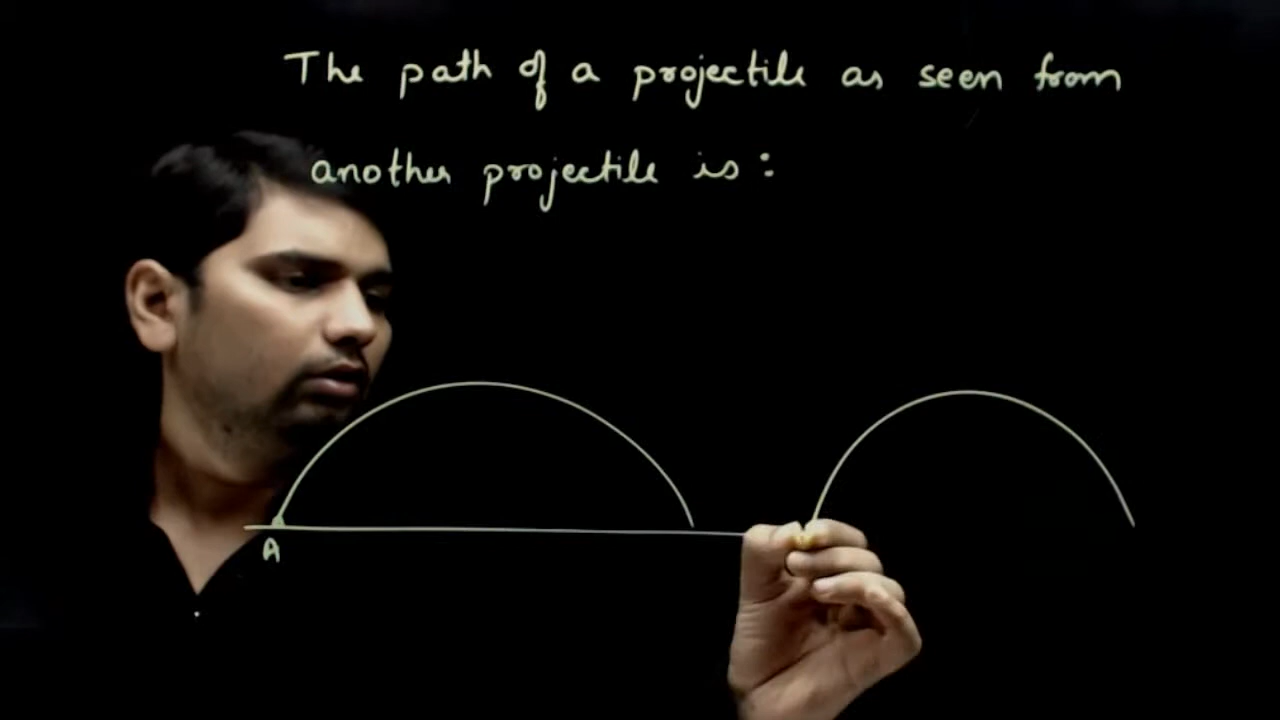 The path of a projectile as seen from
another projectile is:
A